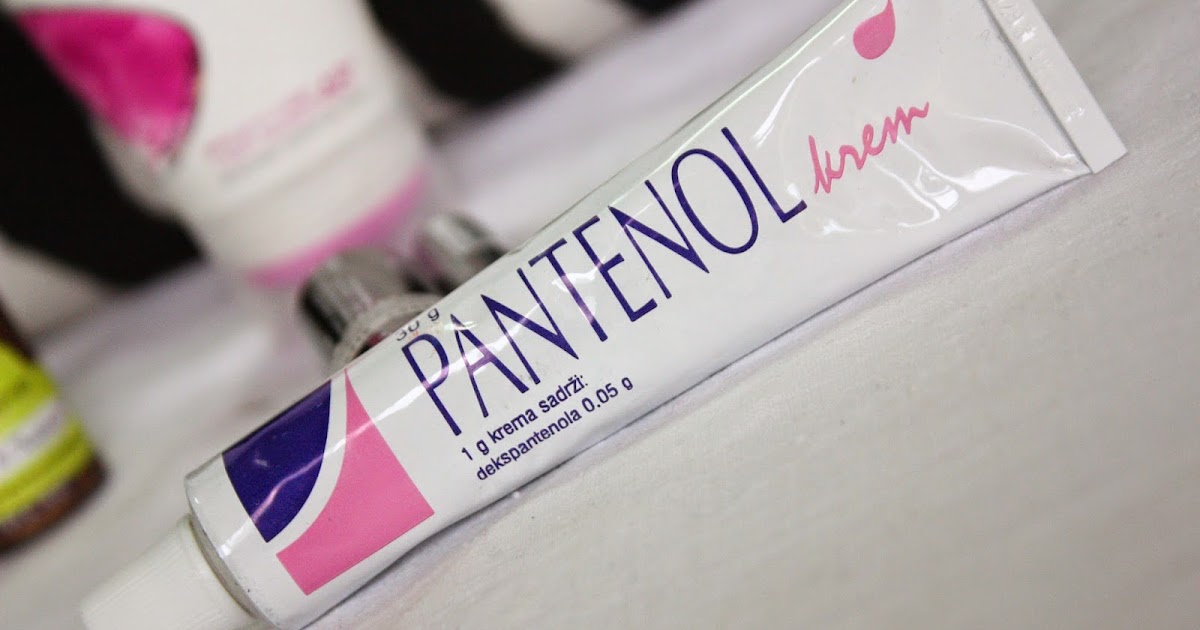 30 g
PANTENOL krem
1 g krema sadrži:
dekspantenola 0.05 g